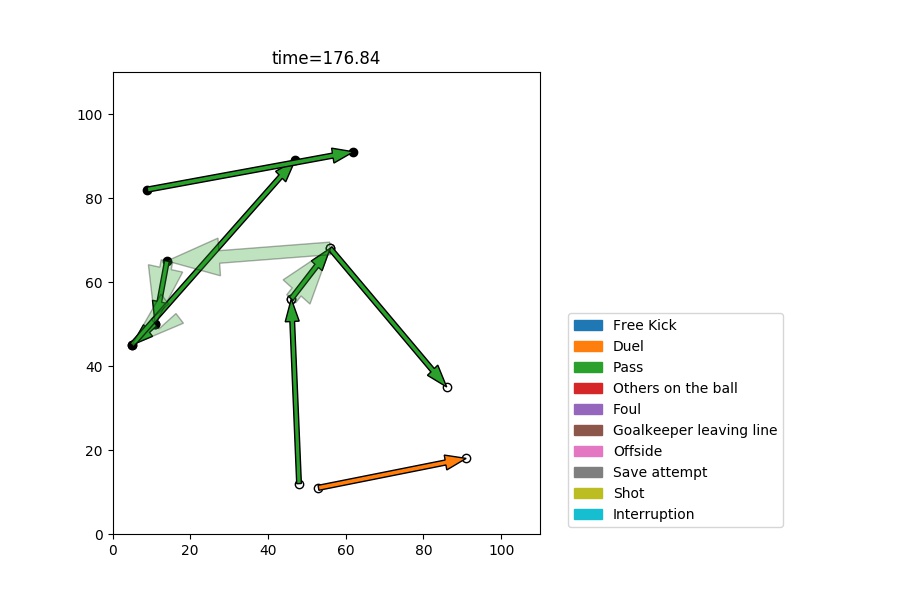 time=176.84
100
80
60
40
20
0
0 20 40 60 80 100
Free Kick
Duel
Pass
Others on the ball
Foul
Goalkeeper leaving line
Offside
Save attempt
Shot
Interruption